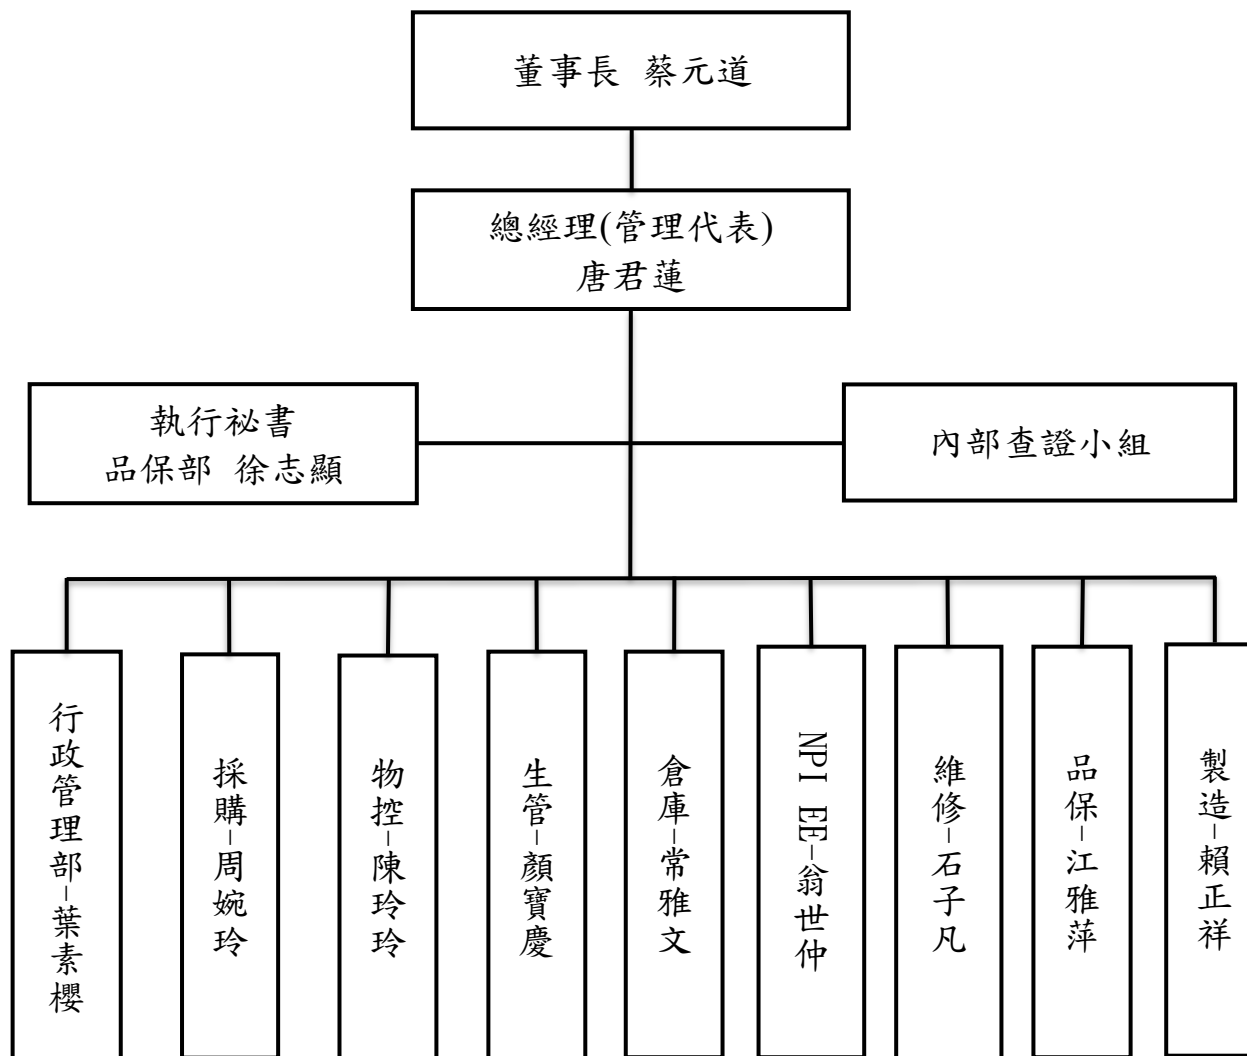 董事長 蔡元道
總經理(管理代表)
唐君蓮
執行祕書
品保部 徐志顯
內部查證小組
行政管理部-葉素櫻
採購-周婉玲
物控-陳玲玲
生管-顏寶慶
倉庫-常雅文
NPI EE-翁世仲
維修-石子凡
品保-江雅萍
製造-賴正祥